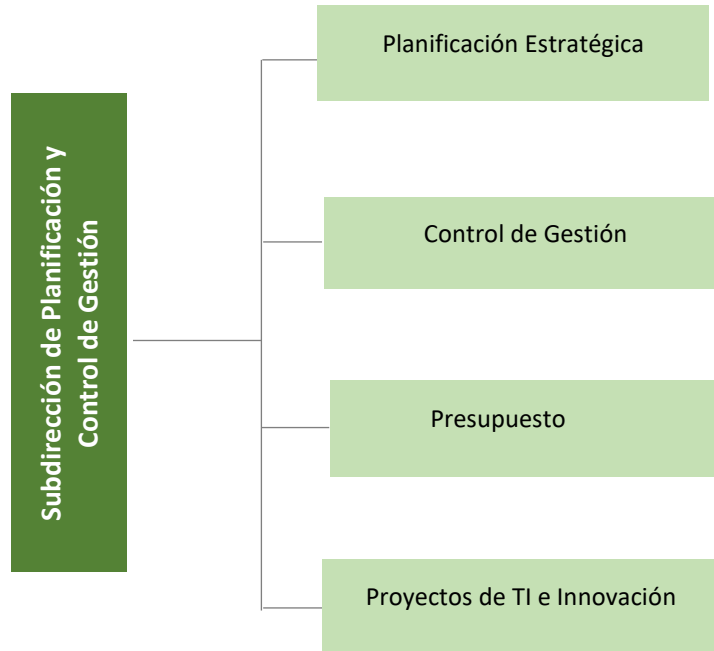 Subdirección de Planificación y
Control de Gestión
Planificación Estratégica
Control de Gestión
Presupuesto
Proyectos de TI e Innovación